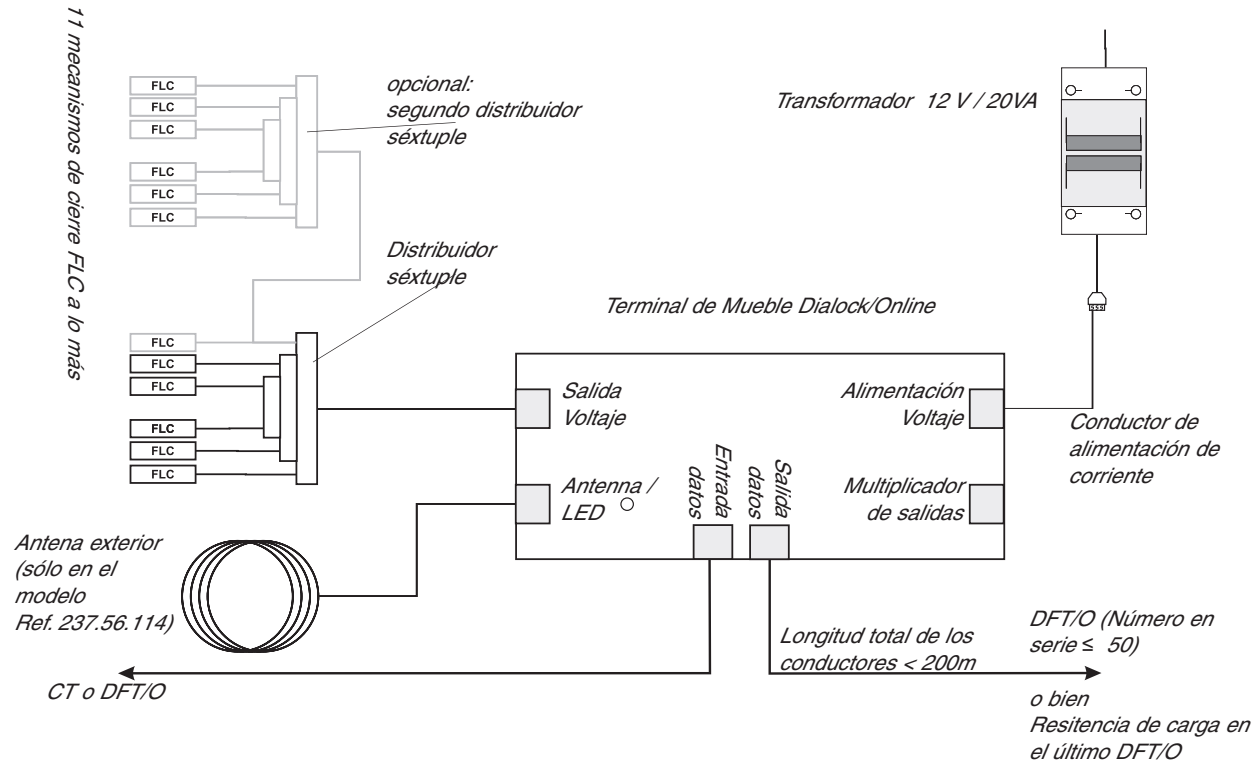 11 mecanismos de cierre FLC a lo más
FLC
FLC
FLC
FLC
FLC
FLC
opcional:
segundo distribuidor
séxtuple
Transformador 12 V / 20VA
Distribuidor
séxtuple
FLC
FLC
FLC
FLC
FLC
FLC
Terminal de Mueble Dialock/Online
Salida
Voltaje
Alimentación
Voltaje
Conductor de
alimentación de
corriente
Antenna /
LED
Entrada
datos
Salida
datos
Multiplicador
de salidas
Antena exterior
(sólo en el
modelo
Ref. 237.56.114)
CT o DFT/O
Longitud total de los
conductores < 200m
DFT/O (Número en
serie ≤ 50)
o bien
Resitencia de carga en
el último DFT/O